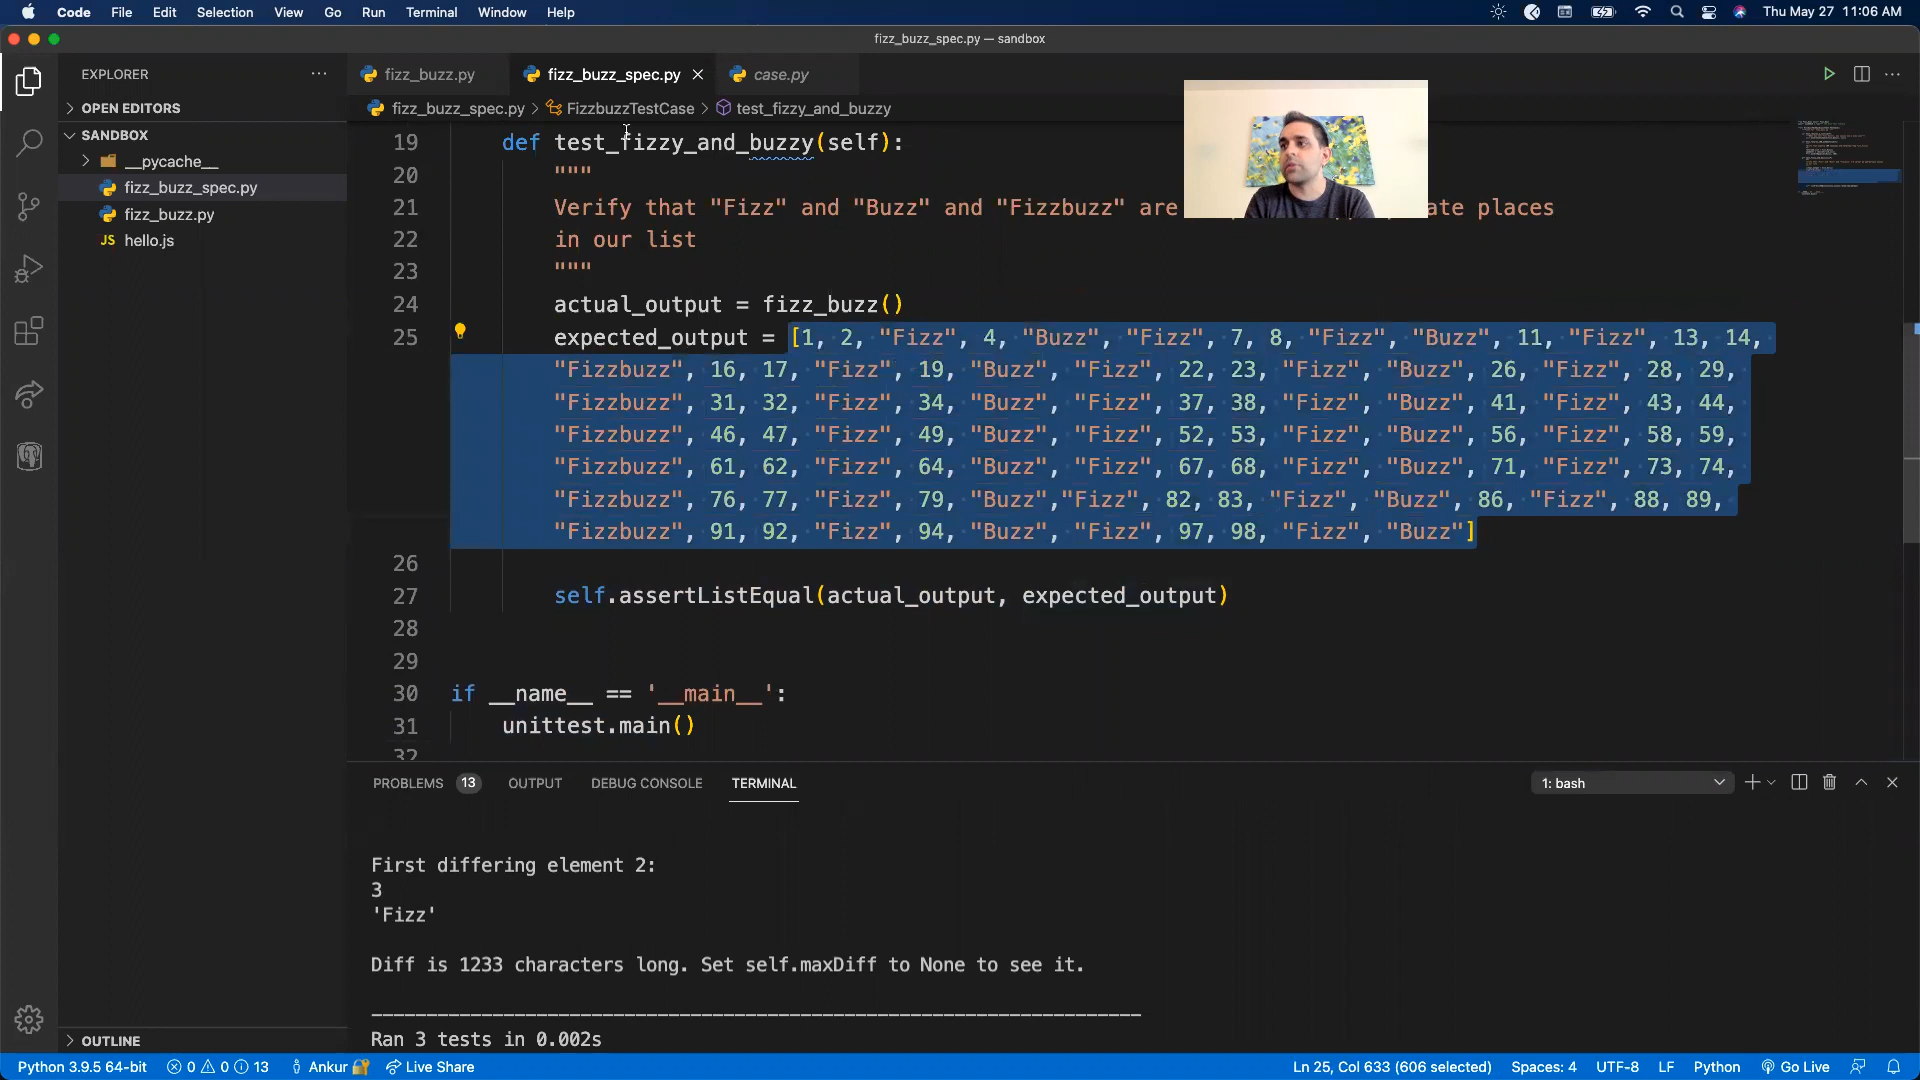 Code File Edit Selection View Go Run Terminal Window Help Thu May 27 11:06 AM
fizz_buzz_spec.py — sandbox
EXPLORER ···
fizz_buzz.py fizz_buzz_spec.py case.py
OPEN EDITORS
fizz_buzz_spec.py > FizzbuzzTestCase > test_fizzy_and_buzzy
SANDBOX
__pycache__
fizz_buzz_spec.py
fizz_buzz.py
JS hello.js
19 def test_fizzy_and_buzzy(self):
20 """
21 Verify that "Fizz" and "Buzz" and "Fizzbuzz" are places
22 in our list
23 """
24 actual_output = fizz_buzz()
25 expected_output = [1, 2, "Fizz", 4, "Buzz", "Fizz", 7, 8, "Fizz", "Buzz", 11, "Fizz", 13, 14,
"Fizzbuzz", 16, 17, "Fizz", 19, "Buzz", "Fizz", 22, 23, "Fizz", "Buzz", 26, "Fizz", 28, 29,
"Fizzbuzz", 31, 32, "Fizz", 34, "Buzz", "Fizz", 37, 38, "Fizz", "Buzz", 41, "Fizz", 43, 44,
"Fizzbuzz", 46, 47, "Fizz", 49, "Buzz", "Fizz", 52, 53, "Fizz", "Buzz", 56, "Fizz", 58, 59,
"Fizzbuzz", 61, 62, "Fizz", 64, "Buzz", "Fizz", 67, 68, "Fizz", "Buzz", 71, "Fizz", 73, 74,
"Fizzbuzz", 76, 77, "Fizz", 79, "Buzz","Fizz", 82, 83, "Fizz", "Buzz", 86, "Fizz", 88, 89,
"Fizzbuzz", 91, 92, "Fizz", 94, "Buzz", "Fizz", 97, 98, "Fizz", "Buzz"]
26
27 self.assertListEqual(actual_output, expected_output)
28
29
30 if __name__ == '__main__':
31 unittest.main()
32
PROBLEMS 13 OUTPUT DEBUG CONSOLE TERMINAL 1: bash
First differing element 2:
3
'Fizz'
Diff is 1233 characters long. Set self.maxDiff to None to see it.
----------------------------------------------------------------------
Ran 3 tests in 0.002s
OUTLINE
Python 3.9.5 64-bit 0 0 13 Ankur Live Share Ln 25, Col 633 (606 selected) Spaces: 4 UTF-8 LF Python Go Live